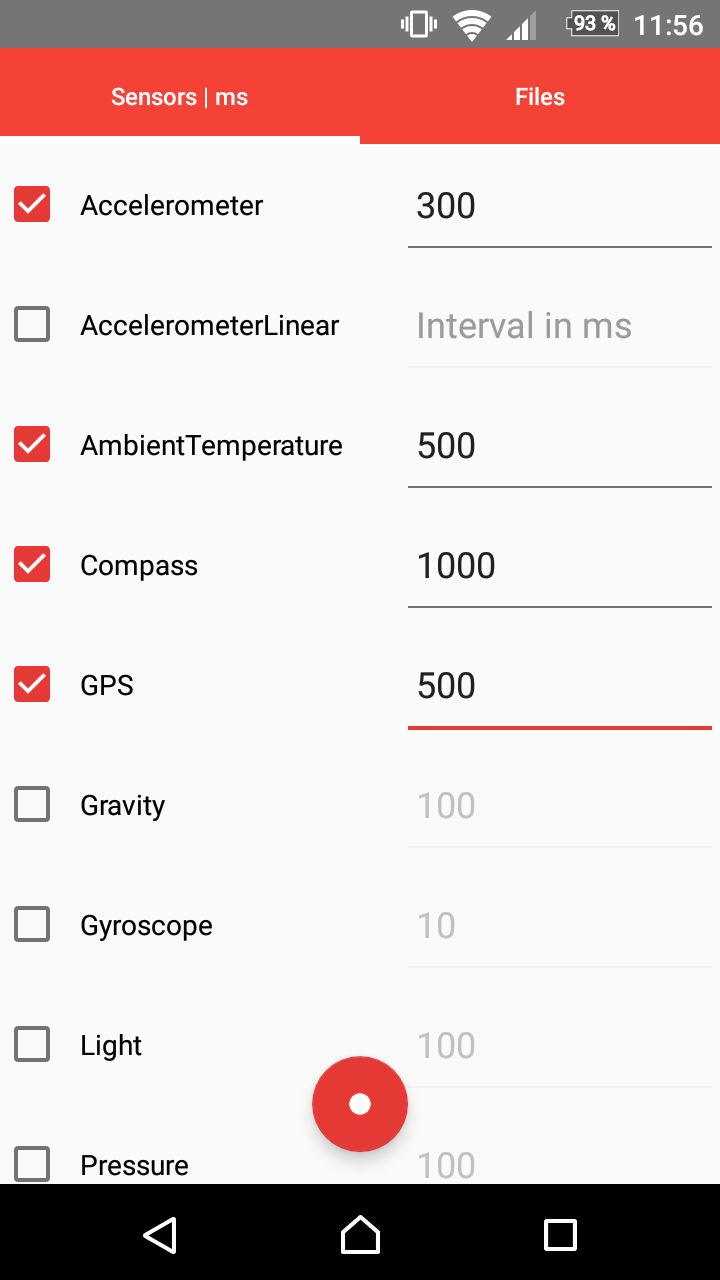 93 % 11:56
Sensors | ms Files
Accelerometer 300
AccelerometerLinear Interval in ms
AmbientTemperature 500
Compass 1000
GPS 500
Gravity 100
Gyroscope 10
Light 100
Pressure 100